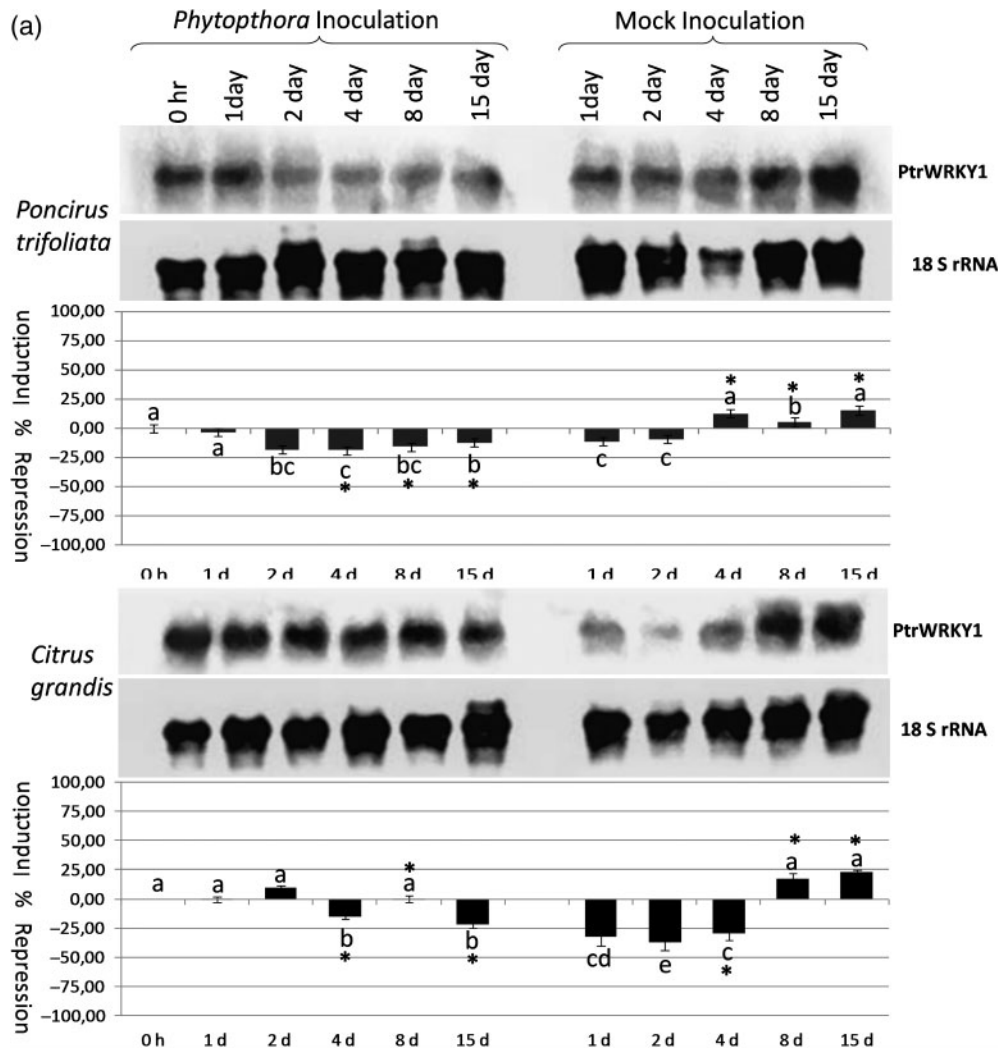 (a)
Phytopthora Inoculation Mock Inoculation
0 hr 1day 2 day 4 day 8 day 15 day 1day 2 day 4 day 8 day 15 day
PtrWRKY1
Poncirus
trifoliata
18 S rRNA
% Repression Induction
100,00
75,00
50,00
25,00
0,00
−25,00
−50,00
−75,00
−100,00
* * *
a a b a
a bc c bc b c c
* * *
0 h 1 d 2 d 4 d 8 d 15 d 1 d 2 d 4 d 8 d 15 d
PtrWRKY1
Citrus
grandis
18 S rRNA
% Repression Induction
100,00
75,00
50,00
25,00
0,00
−25,00
−50,00
−75,00
−100,00
* * *
a a a a a a
b b cd e c
* * *
0 h 1 d 2 d 4 d 8 d 15 d 1 d 2 d 4 d 8 d 15 d